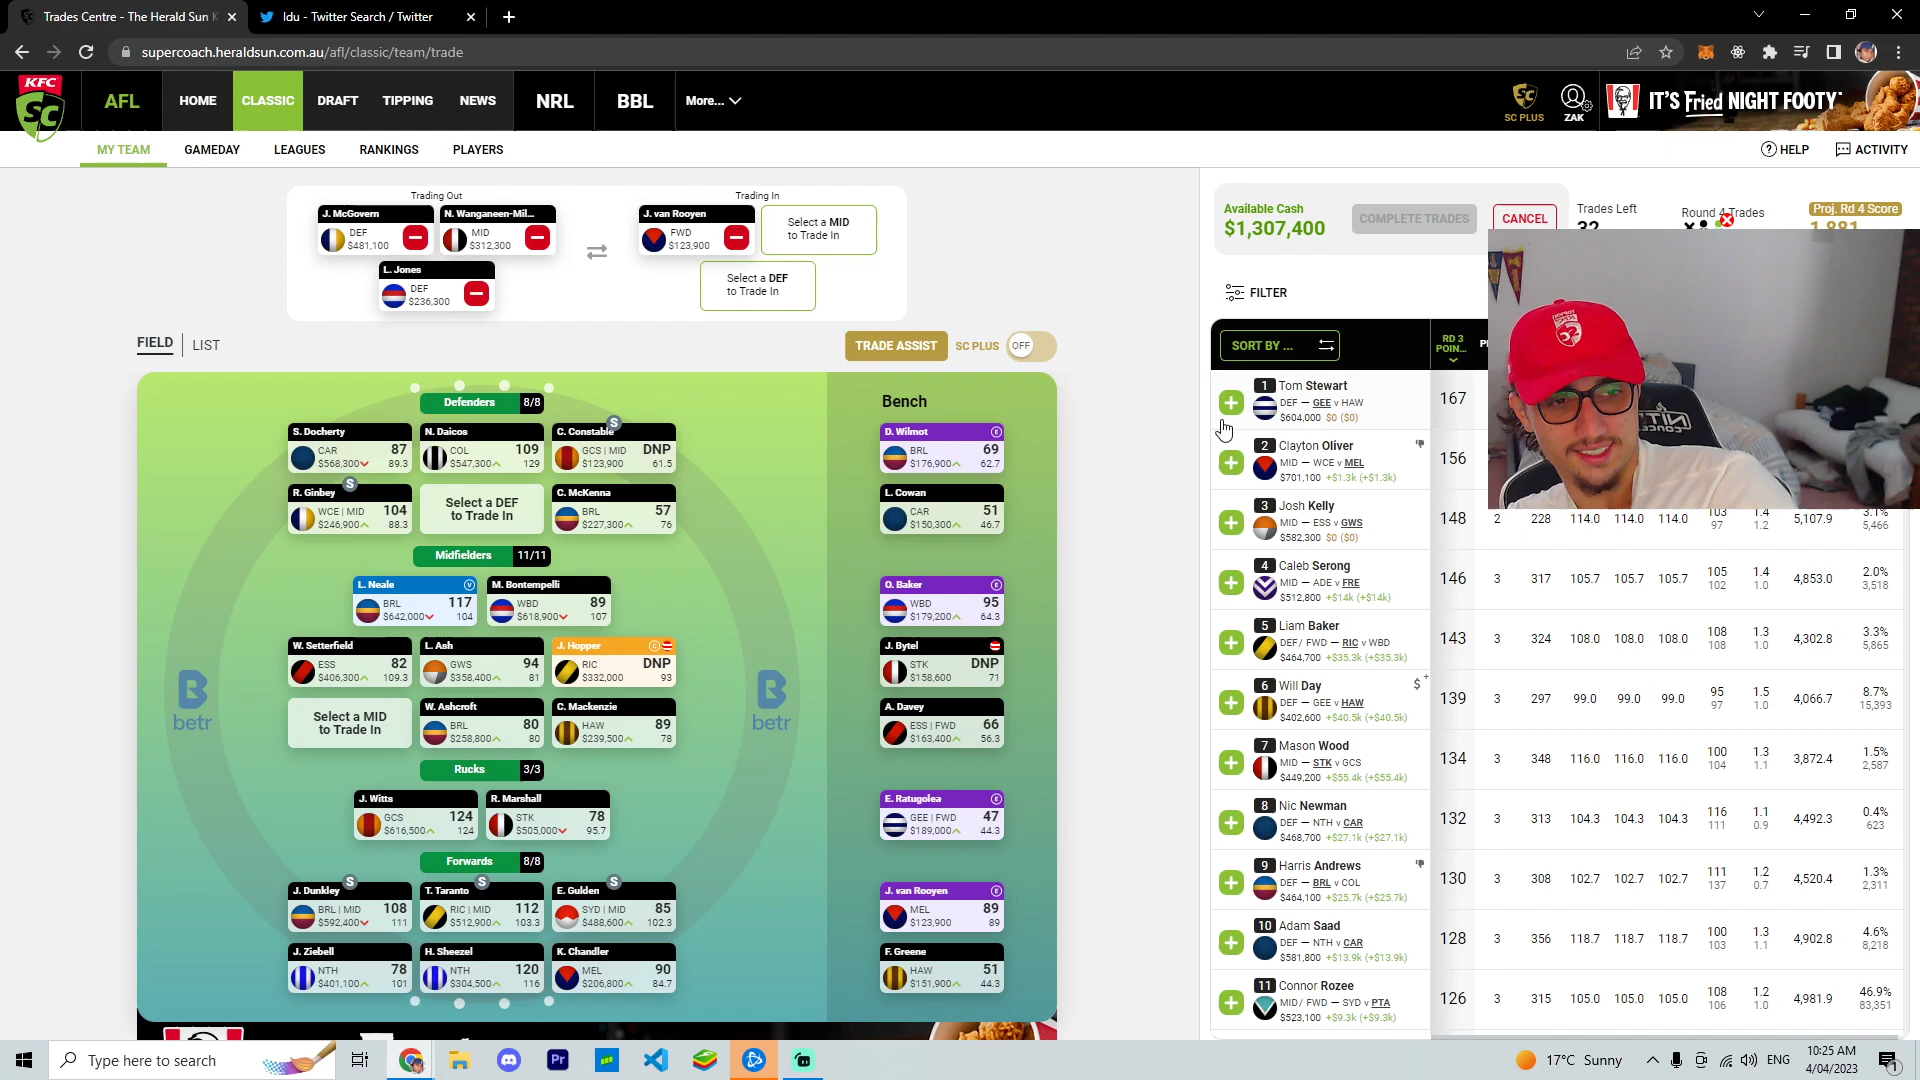 Trades Centre - The Herald Sun K
Idu - Twitter Search / Twitter
supercoach.heraldsun.com.au/afl/classic/team/trade
KFC
SC
AFL
HOME
CLASSIC
DRAFT
TIPPING
NEWS
NRL
BBL
More...
SC PLUS
ZAK
IT'S Fried NIGHT FOOTY
MY TEAM
GAMEDAY
LEAGUES
RANKINGS
PLAYERS
HELP
ACTIVITY
Trading Out
Trading In
J. McGovern
DEF
$481,100
N. Wanganeen-Mil...
MID
$312,300
J. van Rooyen
FWD
$123,900
Select a MID
to Trade In
L. Jones
DEF
$236,300
Select a DEF
to Trade In
Available Cash
$1,307,400
COMPLETE TRADES
CANCEL
Trades Left
32
Round 4 Trades
Proj. Rd 4 Score
1,881
FILTER
FIELD
LIST
TRADE ASSIST
SC PLUS
OFF
SORT BY ...
RD 3
POIN...
Defenders 8/8
Bench
S. Docherty
CAR 87
$568,300 89.3
N. Daicos
COL 109
$547,300 129
C. Constable S
GCS | MID DNP
$123,900 61.5
D. Wilmot E
BRL 69
$176,900 62.7
R. Ginbey S
WCE | MID 104
$246,900 88.3
Select a DEF
to Trade In
C. McKenna
BRL 57
$227,300 76
L. Cowan
CAR 51
$150,300 46.7
Midfielders 11/11
L. Neale V
BRL 117
$642,000 104
M. Bontempelli
WBD 89
$618,900 107
O. Baker E
WBD 95
$179,200 64.3
W. Setterfield
ESS 82
$406,300 109.3
L. Ash
GWS 94
$358,400 81
J. Hopper C
RIC DNP
$332,000 93
J. Bytel
STK DNP
$158,600 71
Select a MID
to Trade In
W. Ashcroft
BRL 80
$258,800 80
C. Mackenzie
HAW 89
$239,500 78
A. Davey
ESS | FWD 66
$163,400 56.3
betr
betr
Rucks 3/3
J. Witts
GCS 124
$616,500 124
R. Marshall
STK 78
$505,000 95.7
E. Ratugolea E
GEE | FWD 47
$189,000 44.3
Forwards 8/8
J. Dunkley S
BRL | MID 108
$592,400 111
T. Taranto S
RIC | MID 112
$512,900 103.3
E. Gulden S
SYD | MID 85
$488,600 102.3
J. van Rooyen E
MEL 89
$123,900 89
J. Ziebell
NTH 78
$401,100 101
H. Sheezel
NTH 120
$304,500 116
K. Chandler
MEL 90
$206,800 84.7
F. Greene
HAW 51
$151,900 44.3
1 Tom Stewart
DEF — GEE v HAW
$604,000 $0 ($0)
167
2 Clayton Oliver
MID — WCE v MEL
$701,100 +$1.3k (+$1.3k)
156
3 Josh Kelly
MID — ESS v GWS
$582,300 $0 ($0)
148 2 228 114.0 114.0 114.0 103 97 1.4 1.2 5,107.9 3.1% 5,466
4 Caleb Serong
MID — ADE v FRE
$512,800 +$14k (+$14k)
146 3 317 105.7 105.7 105.7 105 102 1.4 1.0 4,853.0 2.0% 3,518
5 Liam Baker
DEF/ FWD — RIC v WBD
$464,700 +$35.3k (+$35.3k)
143 3 324 108.0 108.0 108.0 108 108 1.3 1.0 4,302.8 3.3% 5,865
6 Will Day
DEF — GEE v HAW
$402,600 +$40.5k (+$40.5k)
139 3 297 99.0 99.0 99.0 95 97 1.5 1.0 4,066.7 8.7% 15,393
7 Mason Wood
MID — STK v GCS
$449,200 +$55.4k (+$55.4k)
134 3 348 116.0 116.0 116.0 100 104 1.3 1.1 3,872.4 1.5% 2,587
8 Nic Newman
DEF — NTH v CAR
$468,700 +$27.1k (+$27.1k)
132 3 313 104.3 104.3 104.3 116 111 1.1 0.9 4,492.3 0.4% 623
9 Harris Andrews
DEF — BRL v COL
$464,100 +$25.7k (+$25.7k)
130 3 308 102.7 102.7 102.7 111 137 1.2 0.7 4,520.4 1.3% 2,311
10 Adam Saad
DEF — NTH v CAR
$581,800 +$13.9k (+$13.9k)
128 3 356 118.7 118.7 118.7 100 103 1.3 1.1 4,902.8 4.6% 8,218
11 Connor Rozee
MID/ FWD — SYD v PTA
$523,100 +$9.3k (+$9.3k)
126 3 315 105.0 105.0 105.0 108 106 1.2 1.0 4,981.9 46.9% 83,351
Type here to search
Pr
17°C Sunny
ENG
10:25 AM
4/04/2023
1